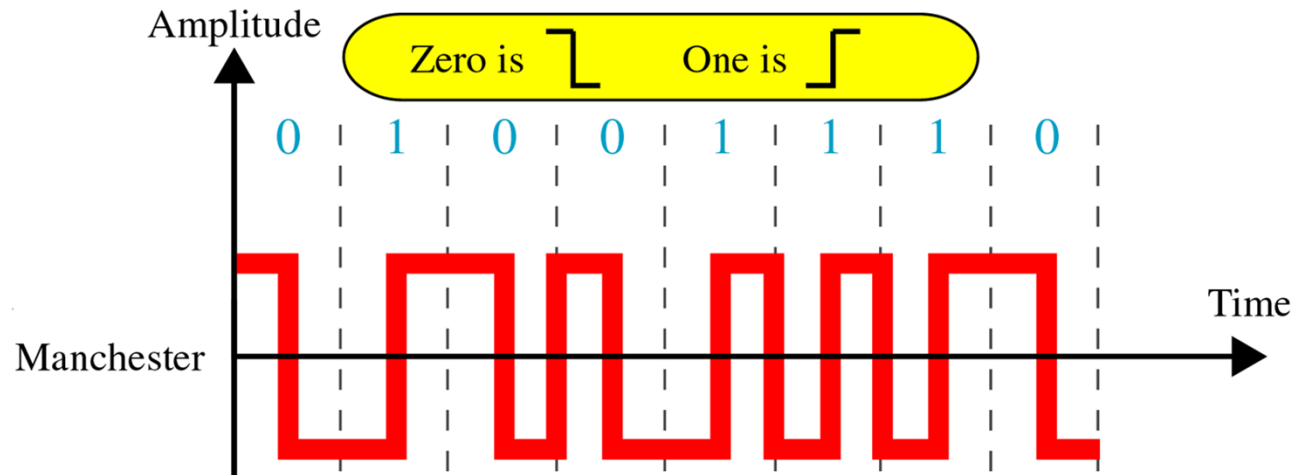 Amplitude
Zero is One is
0 1 0 0 1 1 1 0
Time
Manchester